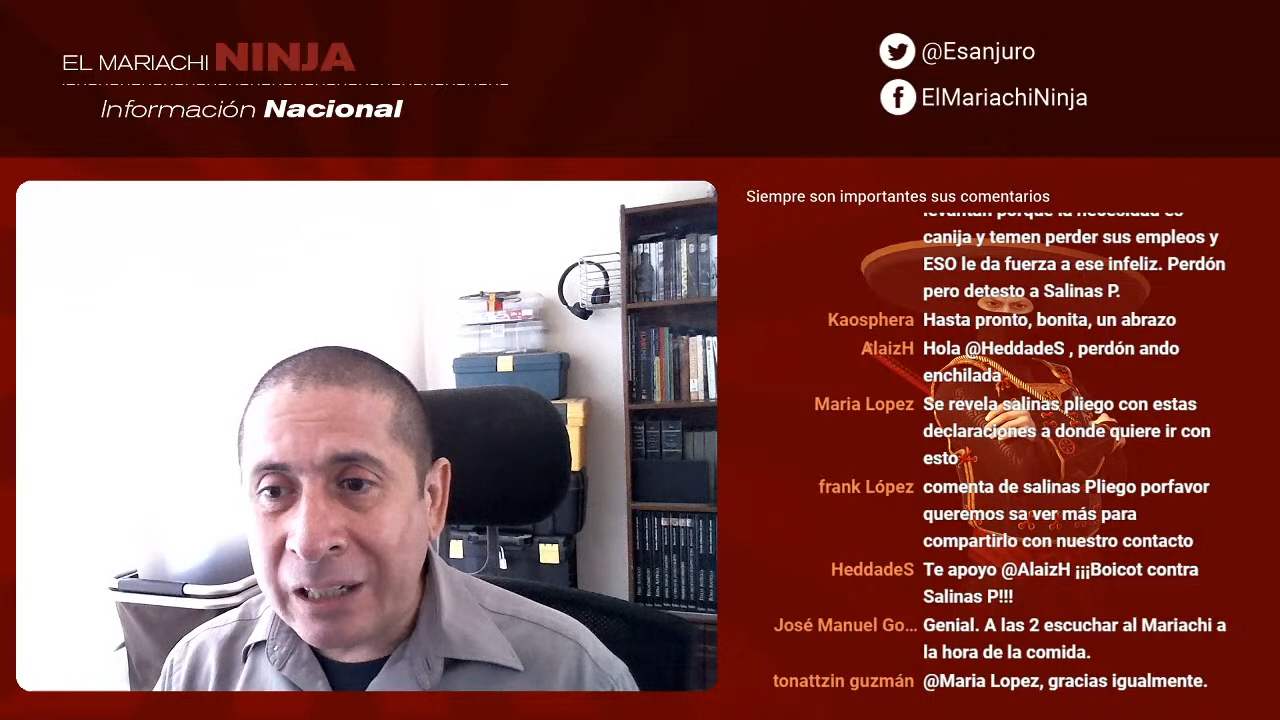 EL MARIACHI NINJA
Información Nacional
@Esanjuro
ElMariachiNinja
Siempre son importantes sus comentarios
levantan porque la necesidad es
canija y temen perder sus empleos y
ESO le da fuerza a ese infeliz. Perdón
pero detesto a Salinas P.
Kaosphera Hasta pronto, bonita, un abrazo
AlaizH Hola @HeddadeS , perdón ando
enchilada
Maria Lopez Se revela salinas pliego con estas
declaraciones a donde quiere ir con
esto
frank López comenta de salinas Pliego porfavor
queremos sa ver más para
compartirlo con nuestro contacto
HeddadeS Te apoyo @AlaizH ¡¡¡Boicot contra
Salinas P!!!
José Manuel Go... Genial. A las 2 escuchar al Mariachi a
la hora de la comida.
tonattzin guzmán @Maria Lopez, gracias igualmente.